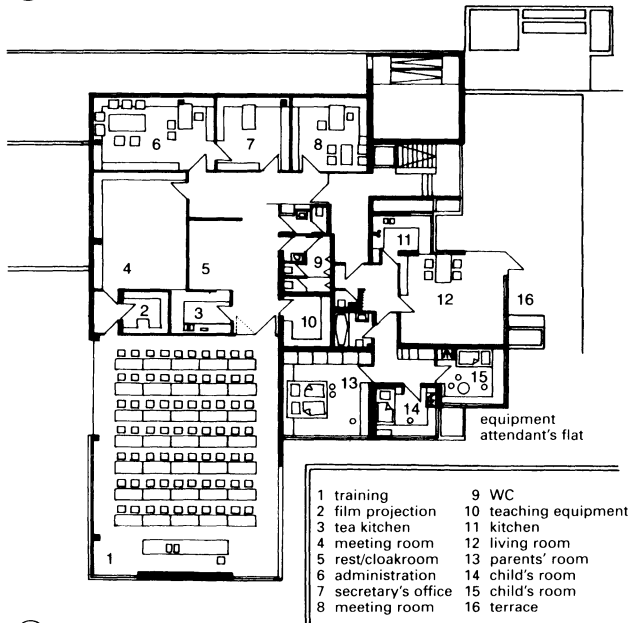 6
7
8
4
5
9
11
12
16
2
3
10
13
14
15
1
equipment
attendant's flat
1 training
2 film projection
3 tea kitchen
4 meeting room
5 rest/cloakroom
6 administration
7 secretary's office
8 meeting room
9 WC
10 teaching equipment
11 kitchen
12 living room
13 parents' room
14 child's room
15 child's room
16 terrace